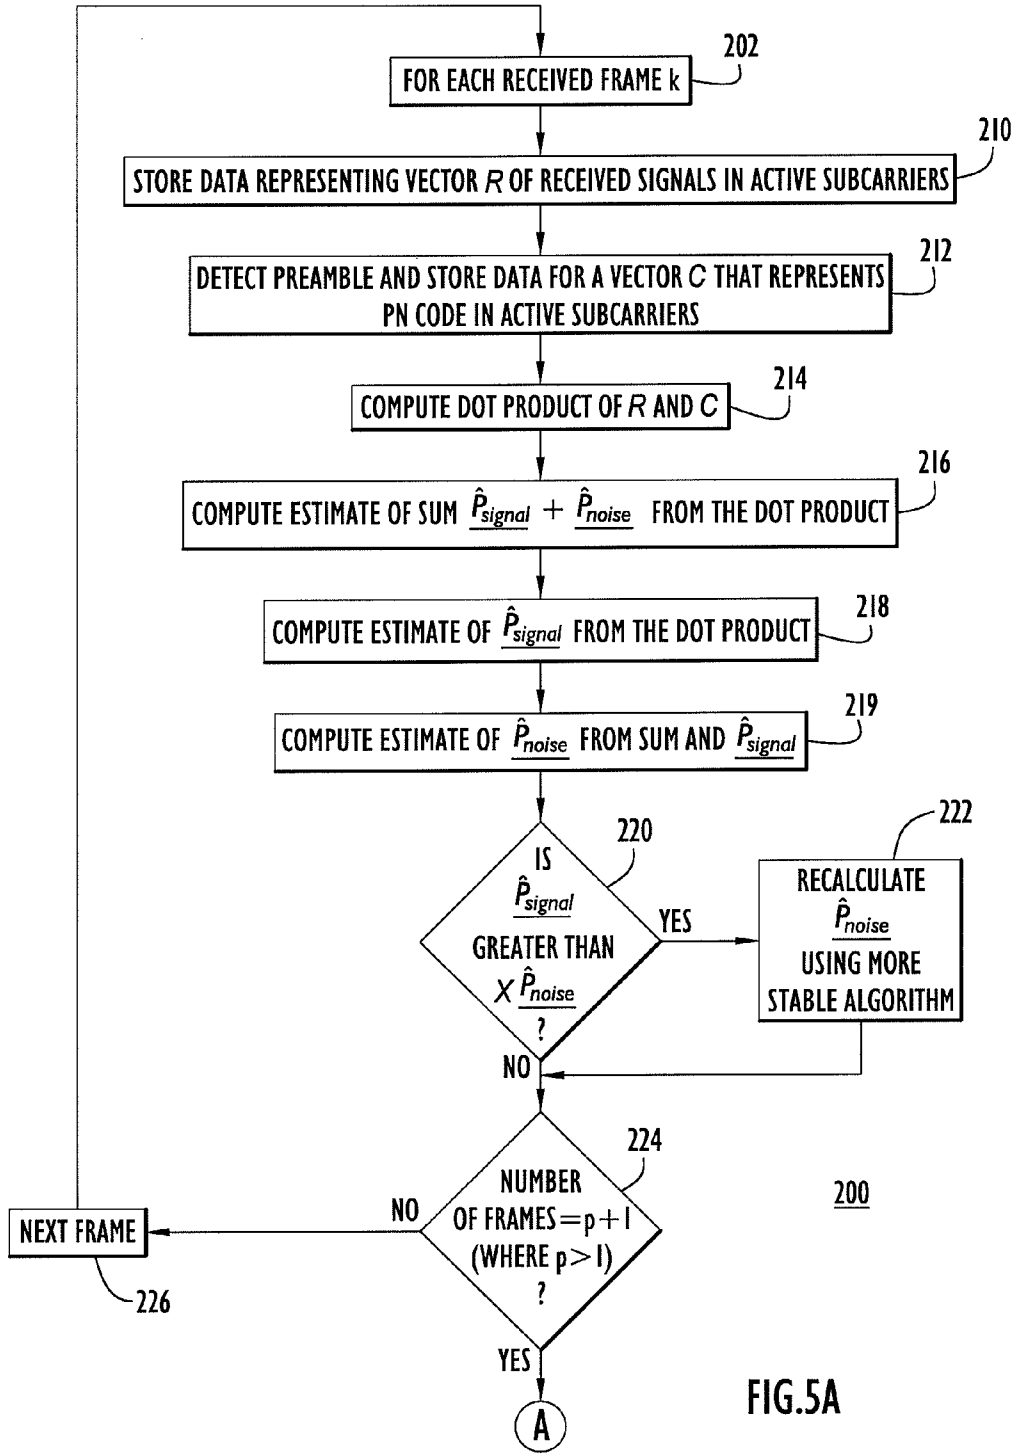 202
FOR EACH RECEIVED FRAME k
210
STORE DATA REPRESENTING VECTOR R OF RECEIVED SIGNALS IN ACTIVE SUBCARRIERS
212
DETECT PREAMBLE AND STORE DATA FOR A VECTOR C THAT REPRESENTS
PN CODE IN ACTIVE SUBCARRIERS
214
COMPUTE DOT PRODUCT OF R AND C
216
COMPUTE ESTIMATE OF SUM P̂signal + P̂noise FROM THE DOT PRODUCT
218
COMPUTE ESTIMATE OF P̂signal FROM THE DOT PRODUCT
219
COMPUTE ESTIMATE OF P̂noise FROM SUM AND P̂signal
220
IS
P̂signal
GREATER THAN
X P̂noise
?
YES
222
RECALCULATE
P̂noise
USING MORE
STABLE ALGORITHM
NO
224
NUMBER
OF FRAMES=p+1
(WHERE p>1)
?
NO
NEXT FRAME
226
200
YES
A
FIG.5A